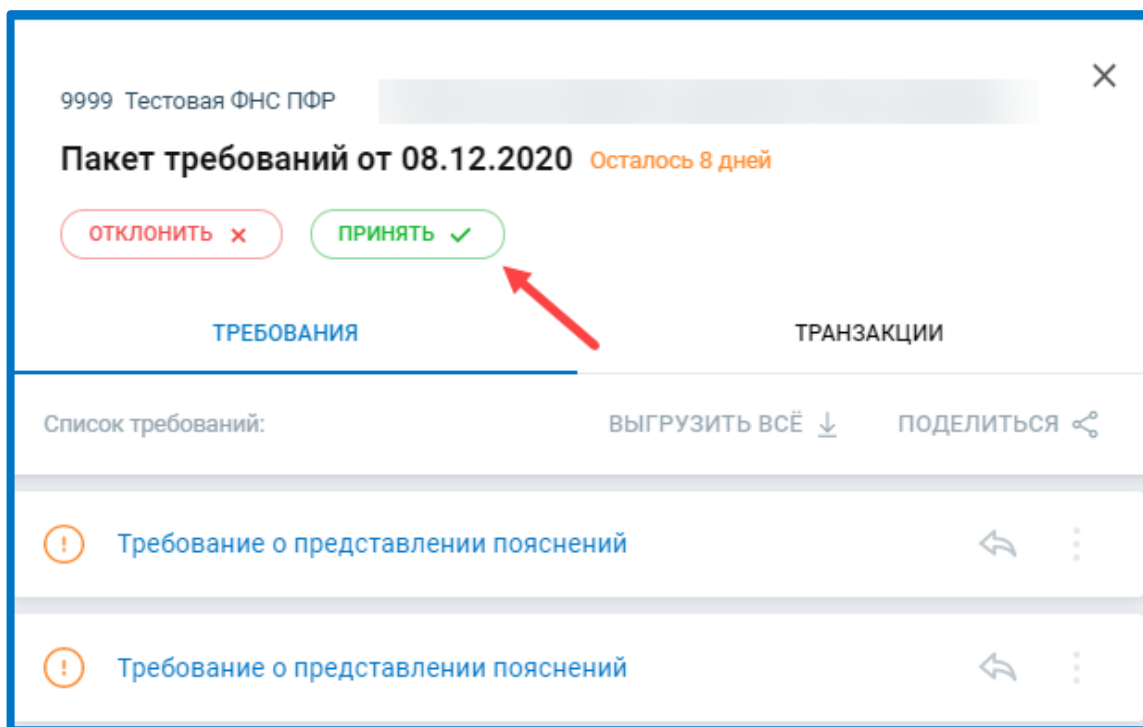 9999 Тестовая ФНС ПФР
Пакет требований от 08.12.2020 Осталось 8 дней
ОТКЛОНИТЬ ПРИНЯТЬ
ТРЕБОВАНИЯ ТРАНЗАКЦИИ
Список требований: ВЫГРУЗИТЬ ВСЁ ПОДЕЛИТЬСЯ
Требование о представлении пояснений
Требование о представлении пояснений